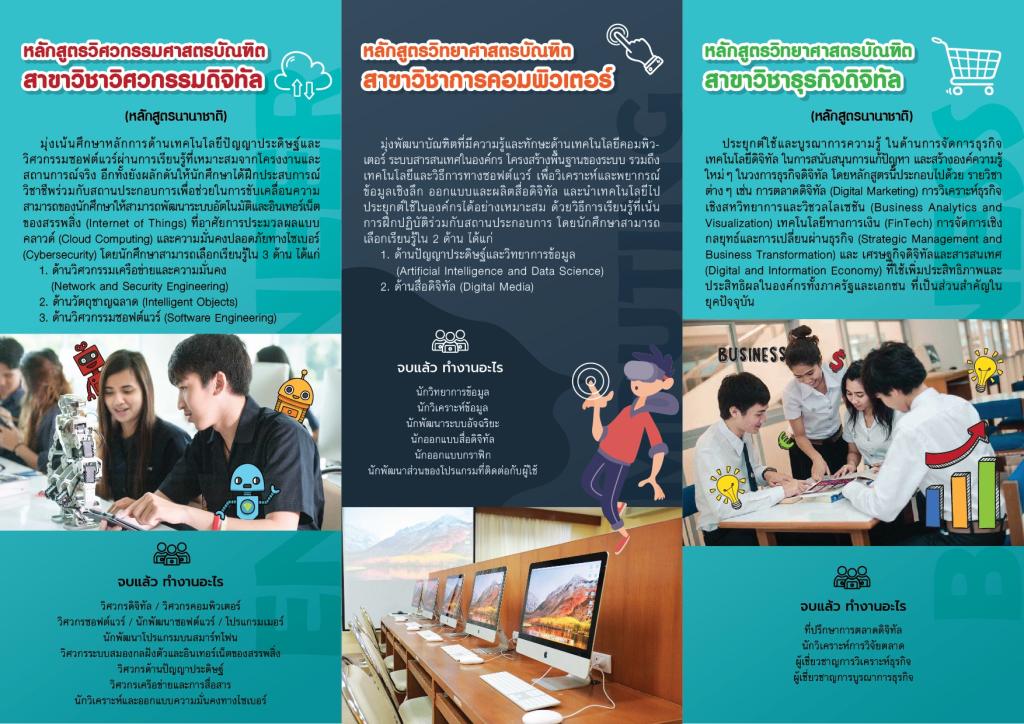 หลักสูตรวิศวกรรมศาสตรบัณฑิต
สาขาวิชาวิศวกรรมดิจิทัล
(หลักสูตรนานาชาติ)
มุ่งเน้นศึกษาหลักการด้านเทคโนโลยีปัญญาประดิษฐ์และ
วิศวกรรมซอฟต์แวร์ผ่านการเรียนรู้ที่เหมาะสมจากโครงงานและ
สถานการณ์จริง อีกทั้งยังผลักดันให้นักศึกษาได้ฝึกประสบการณ์
วิชาชีพร่วมกับสถานประกอบการเพื่อช่วยในการขับเคลื่อนความ
สามารถของนักศึกษาให้สามารถพัฒนาระบบอัตโนมัติและอินเทอร์เน็ต
ของสรรพสิ่ง (Internet of Things) ที่อาศัยการประมวลผลแบบ
คลาวด์ (Cloud Computing) และความมั่นคงปลอดภัยทางไซเบอร์
(Cybersecurity) โดยนักศึกษาสามารถเลือกเรียนรู้ใน 3 ด้าน ได้แก่
1. ด้านวิศวกรรมเครือข่ายและความมั่นคง
(Network and Security Engineering)
2. ด้านวัตถุชาญฉลาด (Intelligent Objects)
3. ด้านวิศวกรรมซอฟต์แวร์ (Software Engineering)
จบแล้ว ทำงานอะไร
วิศวกรดิจิทัล / วิศวกรคอมพิวเตอร์
วิศวกรซอฟต์แวร์ / นักพัฒนาซอฟต์แวร์ / โปรแกรมเมอร์
นักพัฒนาโปรแกรมบนสมาร์ทโฟน
วิศวกรระบบสมองกลฝังตัวและอินเทอร์เน็ตของสรรพสิ่ง
วิศวกรด้านปัญญาประดิษฐ์
วิศวกรเครือข่ายและการสื่อสาร
นักวิเคราะห์และออกแบบความมั่นคงทางไซเบอร์
หลักสูตรวิทยาศาสตรบัณฑิต
สาขาวิชาการคอมพิวเตอร์
มุ่งพัฒนาบัณฑิตที่มีความรู้และทักษะด้านเทคโนโลยีคอมพิว-
เตอร์ ระบบสารสนเทศในองค์กร โครงสร้างพื้นฐานของระบบ รวมถึง
เทคโนโลยีและวิธีการทางซอฟต์แวร์ เพื่อวิเคราะห์และพยากรณ์
ข้อมูลเชิงลึก ออกแบบและผลิตสื่อดิจิทัล และนำเทคโนโลยีไป
ประยุกต์ใช้ในองค์กรได้อย่างเหมาะสม ด้วยวิธีการเรียนรู้ที่เน้น
การฝึกปฏิบัติร่วมกับสถานประกอบการ โดยนักศึกษาสามารถ
เลือกเรียนรู้ใน 2 ด้าน ได้แก่
1. ด้านปัญญาประดิษฐ์และวิทยาการข้อมูล
(Artificial Intelligence and Data Science)
2. ด้านสื่อดิจิทัล (Digital Media)
จบแล้ว ทำงานอะไร
นักวิทยาการข้อมูล
นักวิเคราะห์ข้อมูล
นักพัฒนาระบบอัจฉริยะ
นักออกแบบสื่อดิจิทัล
นักออกแบบกราฟิก
นักพัฒนาส่วนของโปรแกรมที่ติดต่อกับผู้ใช้
หลักสูตรวิทยาศาสตรบัณฑิต
สาขาวิชาธุรกิจดิจิทัล
(หลักสูตรนานาชาติ)
ประยุกต์ใช้และบูรณาการความรู้ ในด้านการจัดการธุรกิจ
เทคโนโลยีดิจิทัล ในการสนับสนุนการแก้ปัญหา และสร้างองค์ความรู้
ใหม่ ๆ ในวงการธุรกิจดิจิทัล โดยหลักสูตรนี้ประกอบไปด้วย รายวิชา
ต่าง ๆ เช่น การตลาดดิจิทัล (Digital Marketing) การวิเคราะห์ธุรกิจ
เชิงสหวิทยาการและวิชวลไลเซชัน (Business Analytics and
Visualization) เทคโนโลยีทางการเงิน (FinTech) การจัดการเชิง
กลยุทธ์และการเปลี่ยนผ่านธุรกิจ (Strategic Management and
Business Transformation) และ เศรษฐกิจดิจิทัลและสารสนเทศ
(Digital and Information Economy) ที่ใช้เพิ่มประสิทธิภาพและ
ประสิทธิผลในองค์กรทั้งภาครัฐและเอกชน ที่เป็นส่วนสำคัญใน
ยุคปัจจุบัน
BUSINESS
$
จบแล้ว ทำงานอะไร
ที่ปรึกษาการตลาดดิจิทัล
นักวิเคราะห์การวิจัยตลาด
ผู้เชี่ยวชาญการวิเคราะห์ธุรกิจ
ผู้เชี่ยวชาญการบูรณาการธุรกิจ